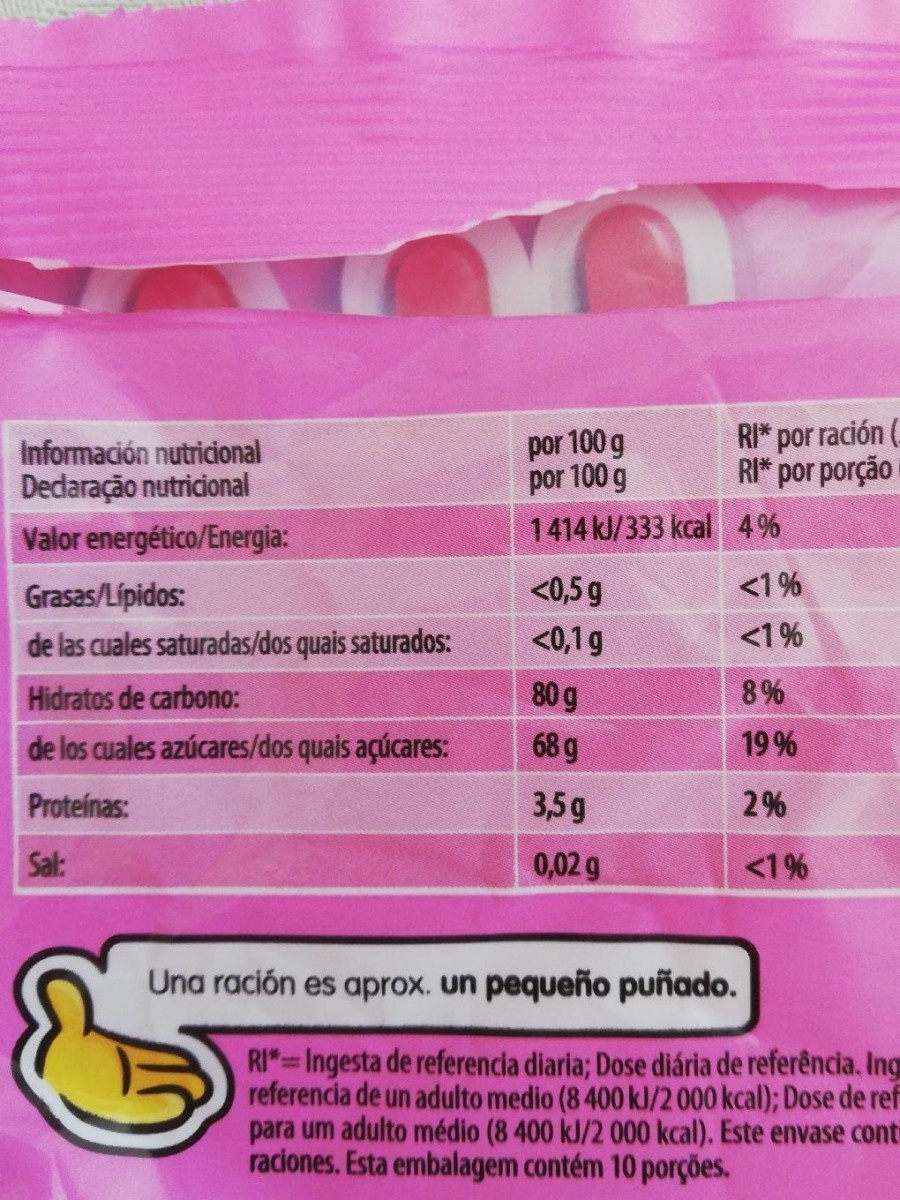 Información nutricional por 100 g RI* por ración (
Declaração nutricional por 100 g RI* por porção
Valor energético/Energia: 1 414 kJ/333 kcal 4 %
Grasas/Lípidos: <0,5 g <1 %
de las cuales saturadas/dos quais saturados: <0,1 g <1 %
Hidratos de carbono: 80 g 8 %
de los cuales azúcares/dos quais açúcares: 68 g 19 %
Proteínas: 3,5 g 2 %
Sal: 0,02 g <1 %
Una ración es aprox. un pequeño puñado.
RI*= Ingesta de referencia diaria; Dose diária de referência. Ing
referencia de un adulto medio (8 400 kJ/2 000 kcal); Dose de ref
para um adulto médio (8 400 kJ/2 000 kcal). Este envase cont
raciones. Esta embalagem contém 10 porções.